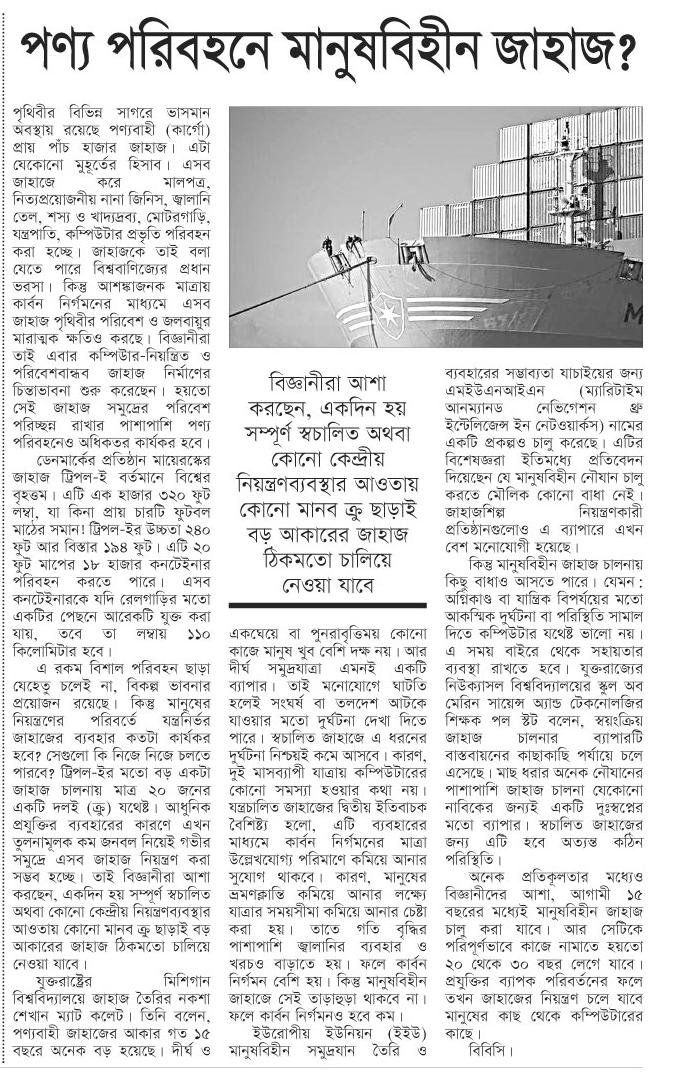 পণ্য পরিবহনে মানুষবিহীন জাহাজ?
পৃথিবীর বিভিন্ন সাগরে ভাসমান
অবস্থায় রয়েছে পণ্যবাহী (কার্গো)
প্রায় পাঁচ হাজার জাহাজ। এটা
যেকোনো মুহূর্তের হিসাব। এসব
জাহাজে করে মালপত্র,
নিত্যপ্রয়োজনীয় নানা জিনিস, জ্বালানি
তেল, শস্য ও খাদ্যদ্রব্য, মোটরগাড়ি,
যন্ত্রপাতি, কম্পিউটার প্রভৃতি পরিবহন
করা হচ্ছে। জাহাজকে তাই বলা
যেতে পারে বিশ্ববাণিজ্যের প্রধান
ভরসা। কিন্তু আশঙ্কাজনক মাত্রায়
কার্বন নির্গমনের মাধ্যমে এসব
জাহাজ পৃথিবীর পরিবেশ ও জলবায়ুর
মারাত্মক ক্ষতিও করছে। বিজ্ঞানীরা
তাই এবার কম্পিউার-নিয়ন্ত্রিত ও
পরিবেশবান্ধব জাহাজ নির্মাণের
চিন্তাভাবনা শুরু করেছেন। হয়তো
সেই জাহাজ সমুদ্রের পরিবেশ
পরিচ্ছন্ন রাখার পাশাপাশি পণ্য
পরিবহনেও অধিকতর কার্যকর হবে।
ডেনমার্কের প্রতিষ্ঠান মায়েরস্কের
জাহাজ ট্রিপল-ই বর্তমানে বিশ্বের
বৃহত্তম। এটি এক হাজার ৩২০ ফুট
লম্বা, যা কিনা প্রায় চারটি ফুটবল
মাঠের সমান! ট্রিপল-ইর উচ্চতা ২৪০
ফুট আর বিস্তার ১৯৪ ফুট। এটি ২০
ফুট মাপের ১৮ হাজার কনটেইনার
পরিবহন করতে পারে। এসব
কনটেইনারকে যদি রেলগাড়ির মতো
একটির পেছনে আরেকটি যুক্ত করা
যায়, তবে তা লম্বায় ১১০
কিলোমিটার হবে।
এ রকম বিশাল পরিবহন ছাড়া
যেহেতু চলেই না, বিকল্প ভাবনার
প্রয়োজন রয়েছে। কিন্তু মানুষের
নিয়ন্ত্রণের পরিবর্তে যন্ত্রনির্ভর
জাহাজের ব্যবহার কতটা কার্যকর
হবে? সেগুলো কি নিজে নিজে চলতে
পারবে? ট্রিপল-ইর মতো বড় একটা
জাহাজ চালনায় মাত্র ২০ জনের
একটি দলই (ক্রু) যথেষ্ট। আধুনিক
প্রযুক্তির ব্যবহারের কারণে এখন
তুলনামূলক কম জনবল নিয়েই গভীর
সমুদ্রে এসব জাহাজ নিয়ন্ত্রণ করা
সম্ভব হচ্ছে। তাই বিজ্ঞানীরা আশা
করছেন, একদিন হয় সম্পূর্ণ স্বচালিত
অথবা কোনো কেন্দ্রীয় নিয়ন্ত্রণব্যবস্থার
আওতায় কোনো মানব ক্রু ছাড়াই বড়
আকারের জাহাজ ঠিকমতো চালিয়ে
নেওয়া যাবে।
যুক্তরাষ্ট্রের মিশিগান
বিশ্ববিদ্যালয়ে জাহাজ তৈরির নকশা
শেখান ম্যাট কলেট। তিনি বলেন,
পণ্যবাহী জাহাজের আকার গত ১৫
বছরে অনেক বড় হয়েছে। দীর্ঘ ও
বিজ্ঞানীরা আশা
করছেন, একদিন হয়
সম্পূর্ণ স্বচালিত অথবা
কোনো কেন্দ্রীয়
নিয়ন্ত্রণব্যবস্থার আওতায়
কোনো মানব ক্রু ছাড়াই
বড় আকারের জাহাজ
ঠিকমতো চালিয়ে
নেওয়া যাবে
একঘেয়ে বা পুনরাবৃত্তিময় কোনো
কাজে মানুষ খুব বেশি দক্ষ নয়। আর
দীর্ঘ সমুদ্রযাত্রা এমনই একটি
ব্যাপার। তাই মনোযোগে ঘাটতি
হলেই সংঘর্ষ বা তলদেশ আটকে
যাওয়ার মতো দুর্ঘটনা দেখা দিতে
পারে। স্বচালিত জাহাজে এ ধরনের
দুর্ঘটনা নিশ্চয়ই কমে আসবে। কারণ,
দুই মাসব্যাপী যাত্রায় কম্পিউটারের
কোনো সমস্যা হওয়ার কথা নয়।
যন্ত্রচালিত জাহাজের দ্বিতীয় ইতিবাচক
বৈশিষ্ট্য হলো, এটি ব্যবহারের
মাধ্যমে কার্বন নির্গমনের মাত্রা
উল্লেখযোগ্য পরিমাণে কমিয়ে আনার
সুযোগ থাকবে। কারণ, মানুষের
ভ্রমণক্লান্তি কমিয়ে আনার লক্ষ্যে
যাত্রার সময়সীমা কমিয়ে আনার চেষ্টা
করা হয়। তাতে গতি বৃদ্ধির
পাশাপাশি জ্বালানির ব্যবহার ও
খরচও বাড়াতে হয়। ফলে কার্বন
নির্গমন বেশি হয়। কিন্তু মানুষবিহীন
জাহাজে সেই তাড়াহুড়া থাকবে না।
ফলে কার্বন নির্গমনও হবে কম।
ইউরোপীয় ইউনিয়ন (ইইউ)
মানুষবিহীন সমুদ্রযান তৈরি ও
ব্যবহারের সম্ভাব্যতা যাচাইয়ের জন্য
এমইউএনআইএন (ম্যারিটাইম
আনম্যানড নেভিগেশন থ্রু
ইন্টেলিজেন্স ইন নেটওয়ার্কস) নামের
একটি প্রকল্পও চালু করেছে। এটির
বিশেষজ্ঞরা ইতিমধ্যে প্রতিবেদন
দিয়েছেন যে মানুষবিহীন নৌযান চালু
করতে মৌলিক কোনো বাধা নেই।
জাহাজশিল্প নিয়ন্ত্রণকারী
প্রতিষ্ঠানগুলোও এ ব্যাপারে এখন
বেশ মনোযোগী হয়েছে।
কিন্তু মানুষবিহীন জাহাজ চালনায়
কিছু বাধাও আসতে পারে। যেমন :
অগ্নিকাণ্ড বা যান্ত্রিক বিপর্যয়ের মতো
আকস্মিক দুর্ঘটনা বা পরিস্থিতি সামাল
দিতে কম্পিউটার যথেষ্ট ভালো নয়।
এ সময় বাইরে থেকে সহায়তার
ব্যবস্থা রাখতে হবে। যুক্তরাজ্যের
নিউক্যাসল বিশ্ববিদ্যালয়ের স্কুল অব
মেরিন সায়েন্স অ্যান্ড টেকনোলজির
শিক্ষক পল স্টট বলেন, স্বয়ংক্রিয়
জাহাজ চালনার ব্যাপারটি
বাস্তবায়নের কাছাকাছি পর্যায়ে চলে
এসেছে। মাছ ধরার অনেক নৌযানের
পাশাপাশি জাহাজ চালনা যেকোনো
নাবিকের জন্যই একটি দুঃস্বপ্নের
মতো ব্যাপার। স্বচালিত জাহাজের
জন্য এটি হবে অত্যন্ত কঠিন
পরিস্থিতি।
অনেক প্রতিকূলতার মধ্যেও
বিজ্ঞানীদের আশা, আগামী ১৫
বছরের মধ্যেই মানুষবিহীন জাহাজ
চালু করা যাবে। আর সেটিকে
পরিপূর্ণভাবে কাজে নামাতে হয়তো
২০ থেকে ৩০ বছর লেগে যাবে।
প্রযুক্তির ব্যাপক পরিবর্তনের ফলে
তখন জাহাজের নিয়ন্ত্রণ চলে যাবে
মানুষের কাছ থেকে কম্পিউটারের
কাছে।
বিবিসি।